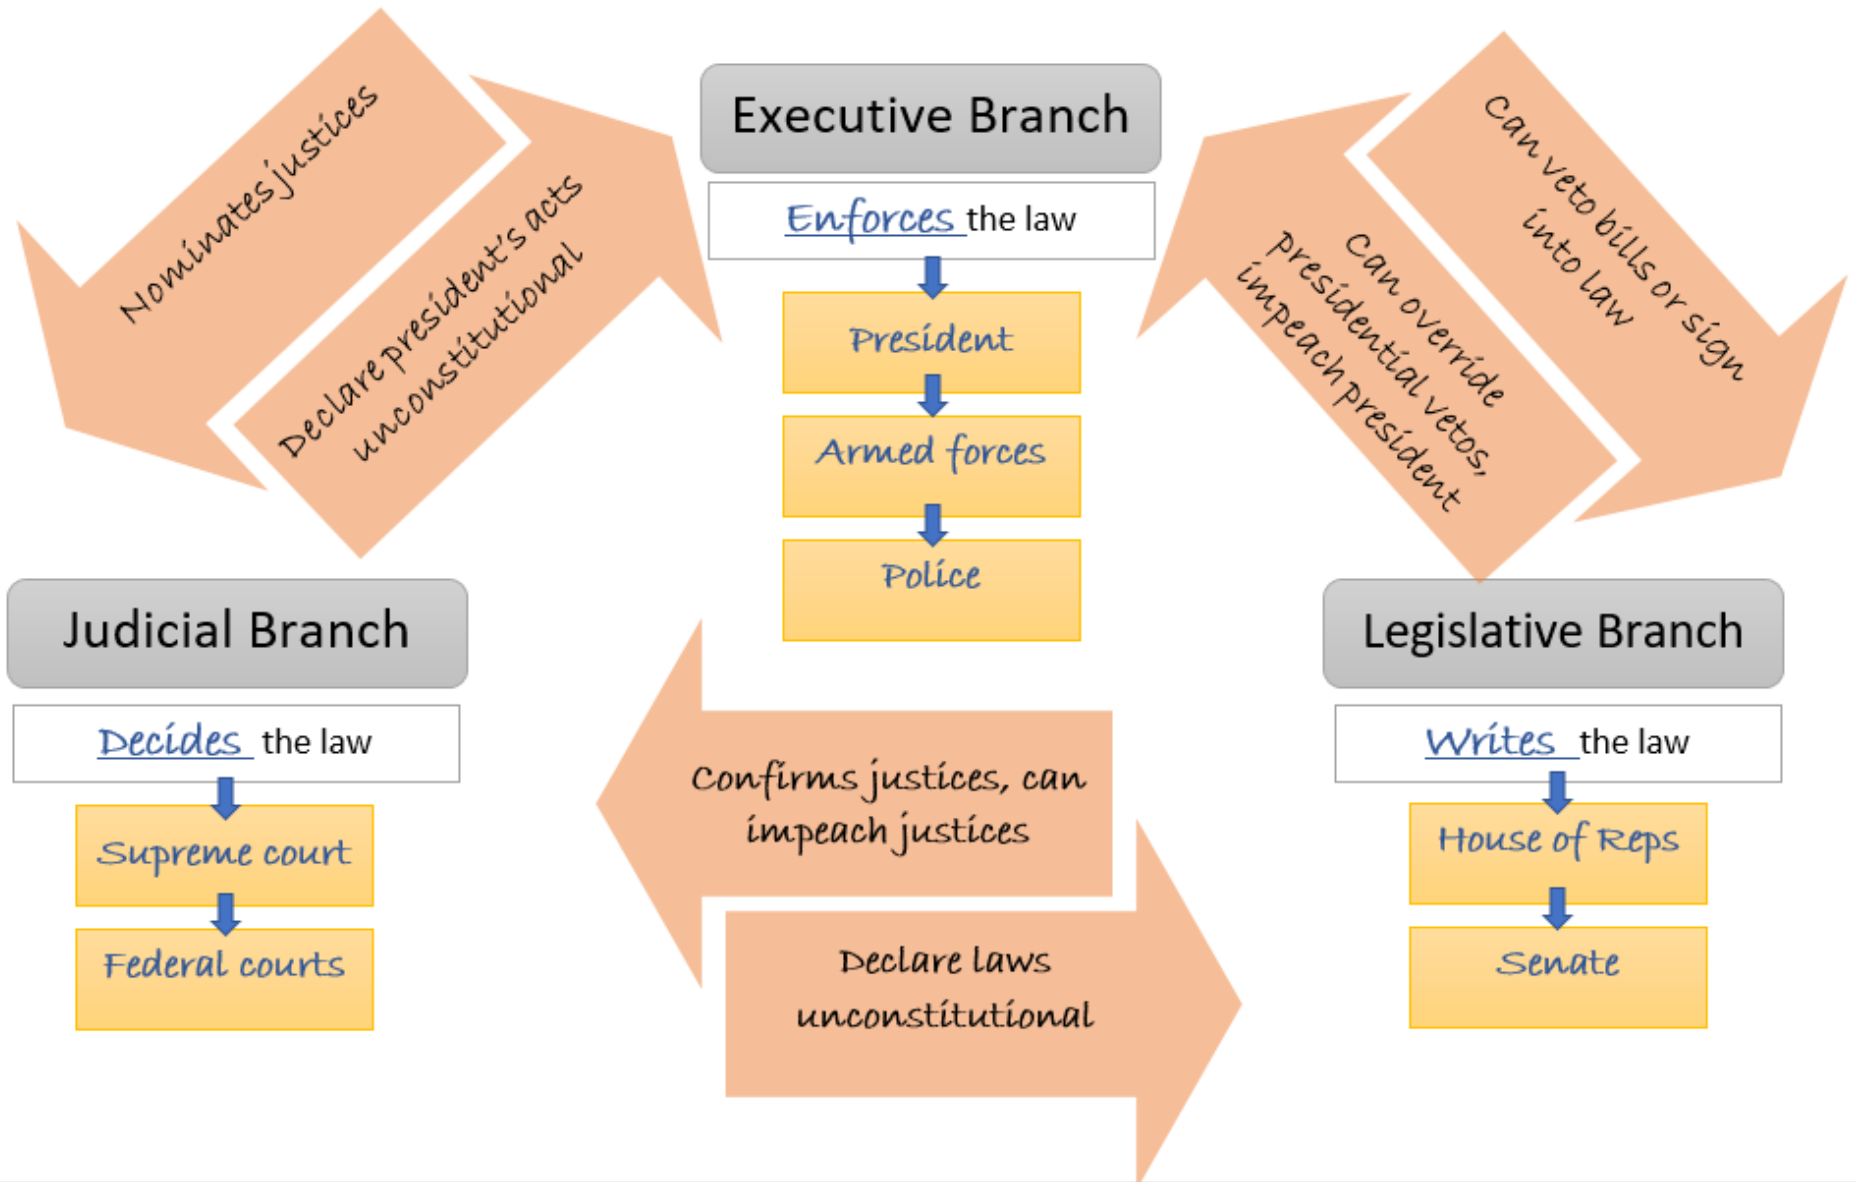 Nominates justices
Declare president's acts
unconstitutional
Executive Branch
Enforces the law
President
Armed forces
Police
Can veto bills or sign
into law
Can override
presidential vetos,
impeach president
Judicial Branch
Decides the law
Supreme court
Federal courts
Confirms justices, can
impeach justices
Declare laws
unconstitutional
Legislative Branch
Writes the law
House of Reps
Senate